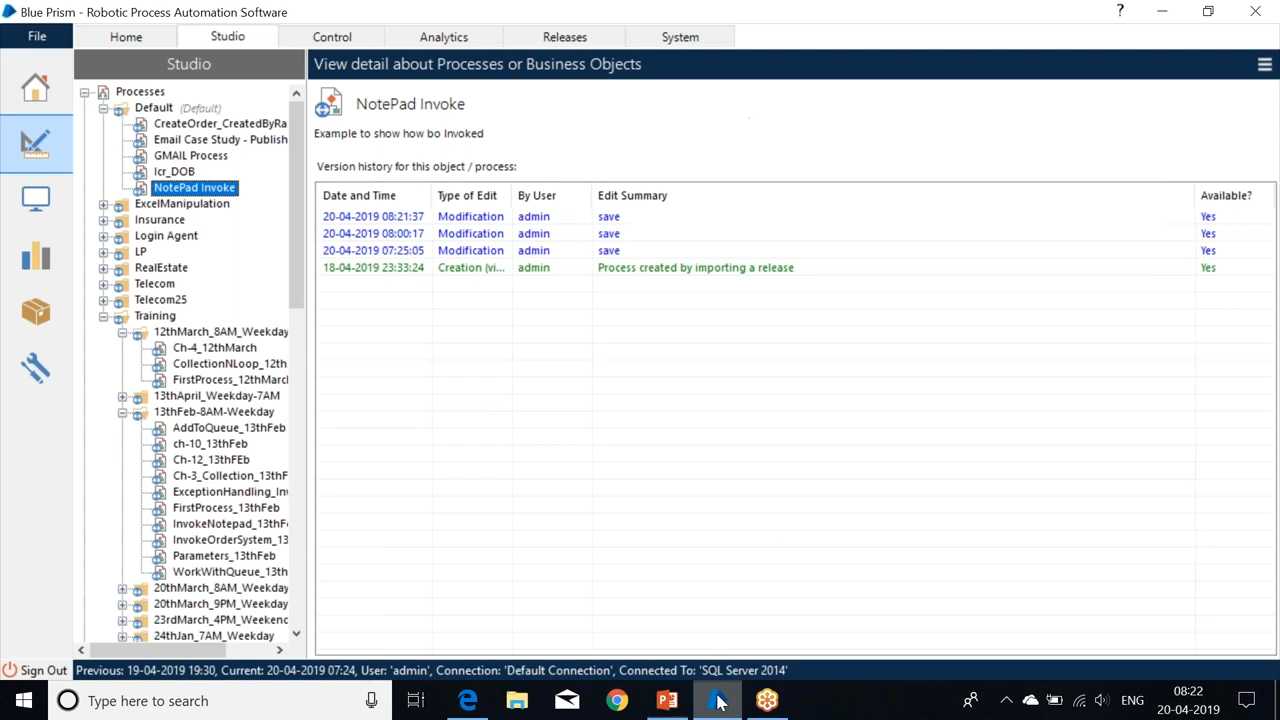 Blue Prism - Robotic Process Automation Software
?
File
Home
Studio
Control
Analytics
Releases
System
Studio
View detail about Processes or Business Objects
Processes
Default (Default)
CreateOrder_CreatedByRa
Email Case Study - Publish
GMAIL Process
Icr_DOB
NotePad Invoke
ExcelManipulation
Insurance
Login Agent
LP
RealEstate
Telecom
Telecom25
Training
12thMarch_8AM_Weekday
Ch-4_12thMarch
CollectionNLoop_12th
FirstProcess_12thMarch
13thApril_Weekday-7AM
13thFeb-8AM-Weekday
AddToQueue_13thFeb
ch-10_13thFeb
Ch-12_13thFEb
Ch-3_Collection_13thF
ExceptionHandling_Inv
FirstProcess_13thFeb
InvokeNotepad_13thFe
InvokeOrderSystem_13
Parameters_13thFeb
WorkWithQueue_13th
20thMarch_8AM_Weekday
20thMarch_9PM_Weekday
23rdMarch_4PM_Weekend
24thJan_7AM_Weekday
NotePad Invoke
Example to show how bo Invoked
Version history for this object / process:
Date and Time Type of Edit By User Edit Summary Available?
20-04-2019 08:21:37 Modification admin save Yes
20-04-2019 08:00:17 Modification admin save Yes
20-04-2019 07:25:05 Modification admin save Yes
18-04-2019 23:33:24 Creation (vi... admin Process created by importing a release Yes
Sign Out
Previous: 19-04-2019 19:30, Current: 20-04-2019 07:24, User: 'admin', Connection: 'Default Connection', Connected To: 'SQL Server 2014'
Type here to search
ENG
08:22
20-04-2019